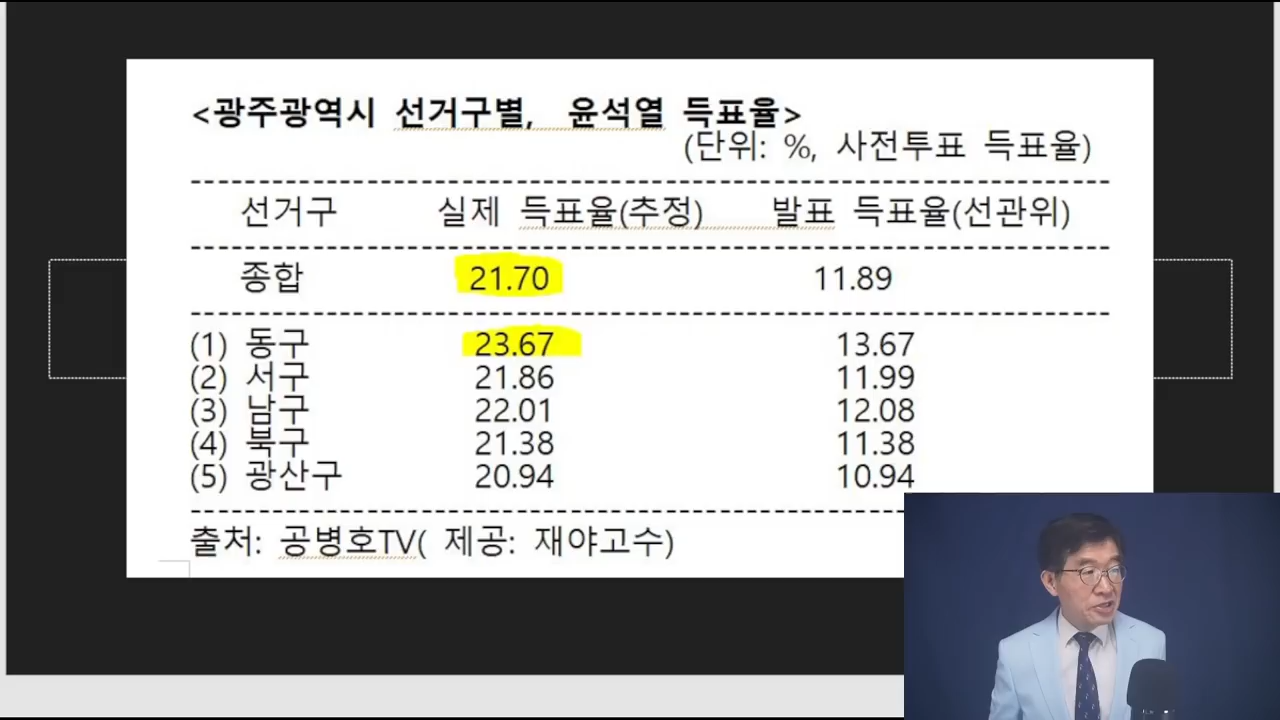 <광주광역시 선거구별, 윤석열 득표율>
(단위: %, 사전투표 득표율)
선거구 실제 득표율(추정) 발표 득표율(선관위)
종합 21.70 11.89
(1) 동구 23.67 13.67
(2) 서구 21.86 11.99
(3) 남구 22.01 12.08
(4) 북구 21.38 11.38
(5) 광산구 20.94 10.94
출처: 공병호TV( 제공: 재야고수)